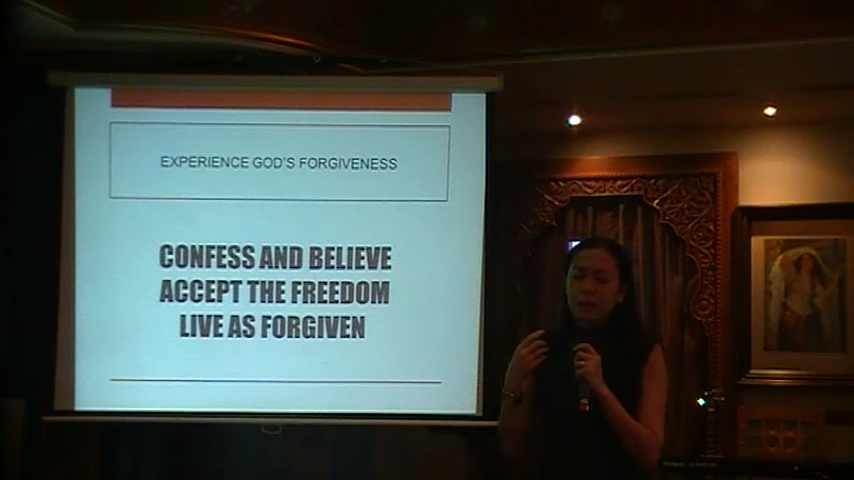 EXPERIENCE GOD'S FORGIVENESS
CONFESS AND BELIEVE
ACCEPT THE FREEDOM
LIVE AS FORGIVEN